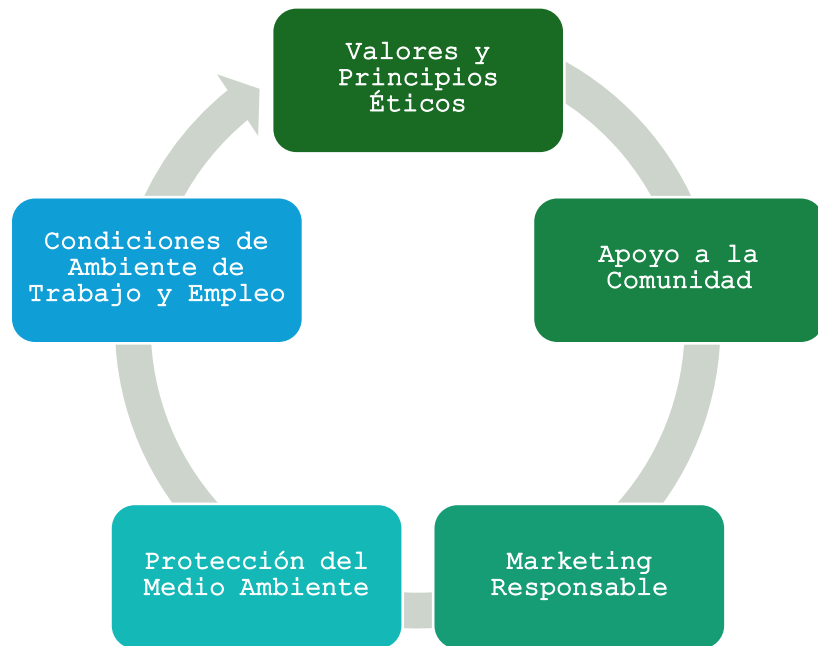 Valores y
Principios
Éticos
Apoyo a la
Comunidad
Marketing
Responsable
Protección del
Medio Ambiente
Condiciones de
Ambiente de
Trabajo y Empleo